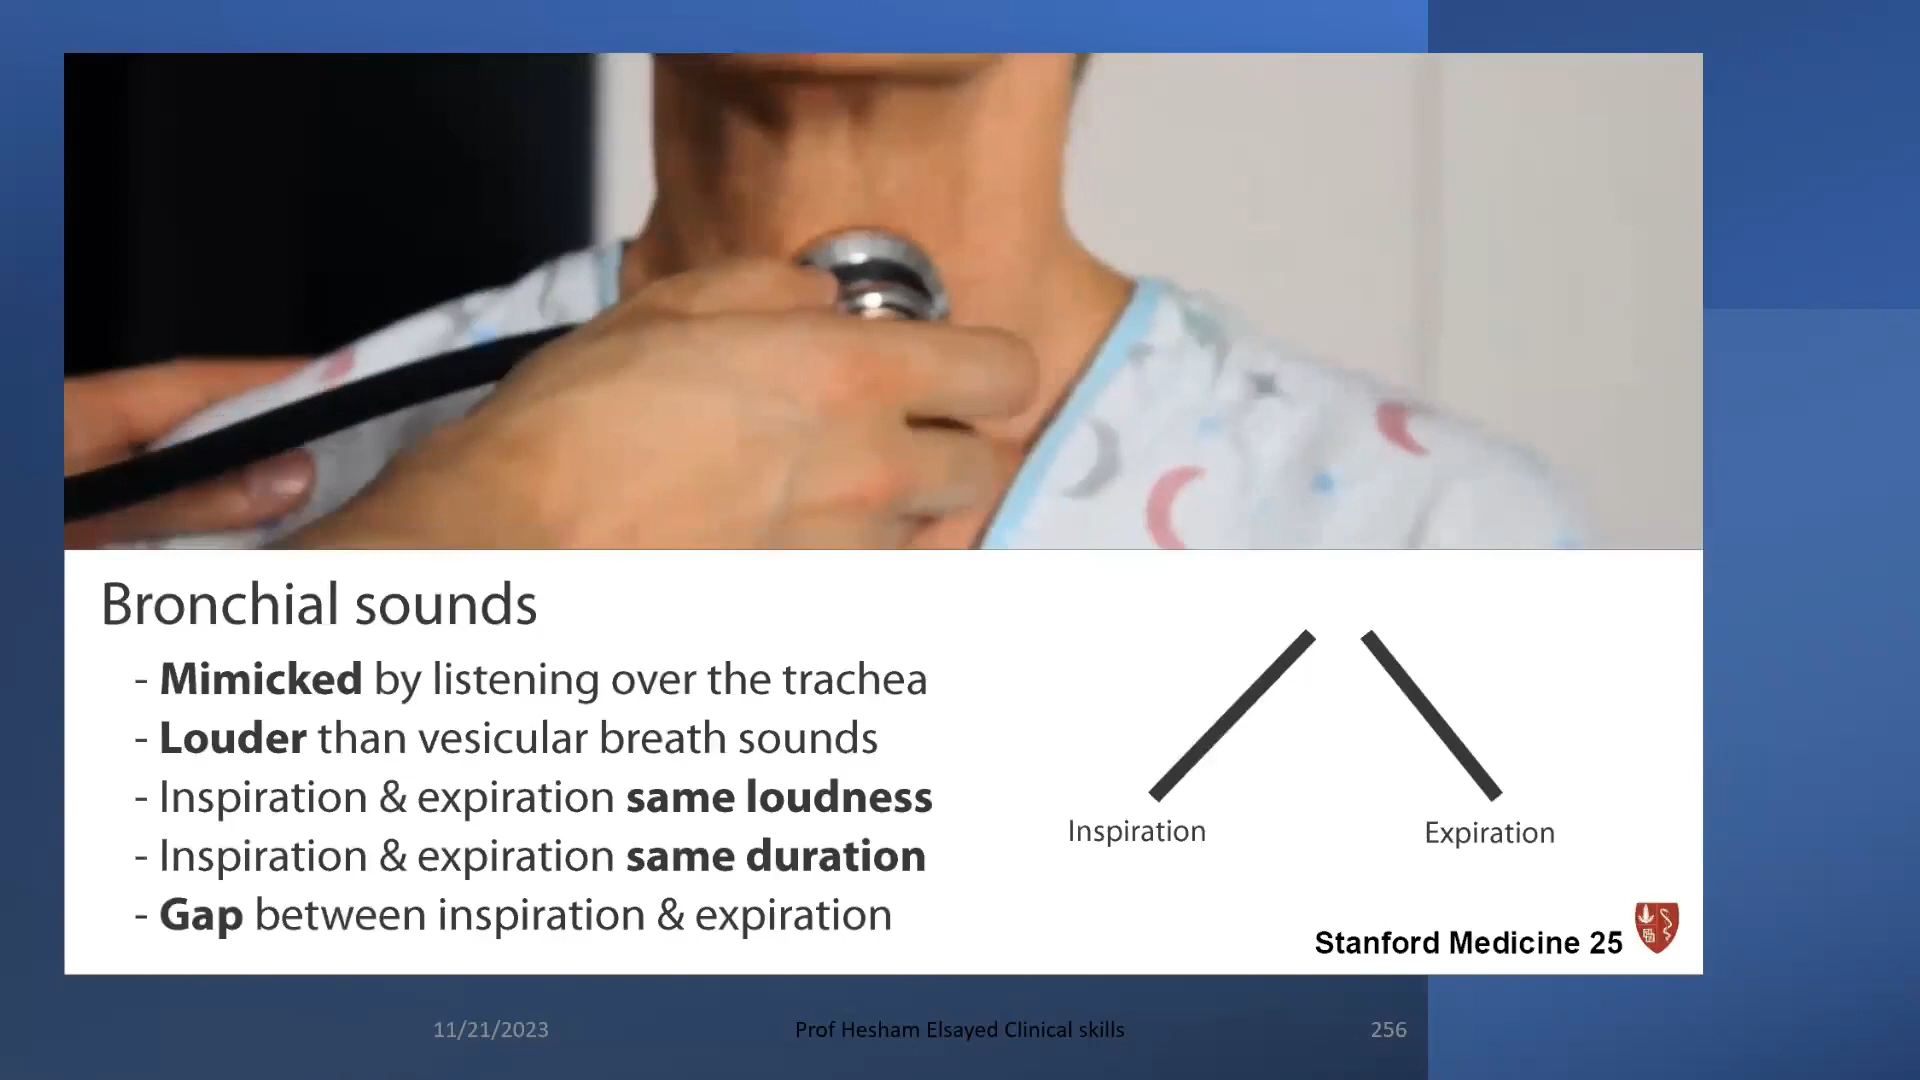 Bronchial sounds
- Mimicked by listening over the trachea
- Louder than vesicular breath sounds
- Inspiration & expiration same loudness
- Inspiration & expiration same duration
- Gap between inspiration & expiration
Inspiration
Expiration
Stanford Medicine 25
11/21/2023
Prof Hesham Elsayed Clinical skills
256